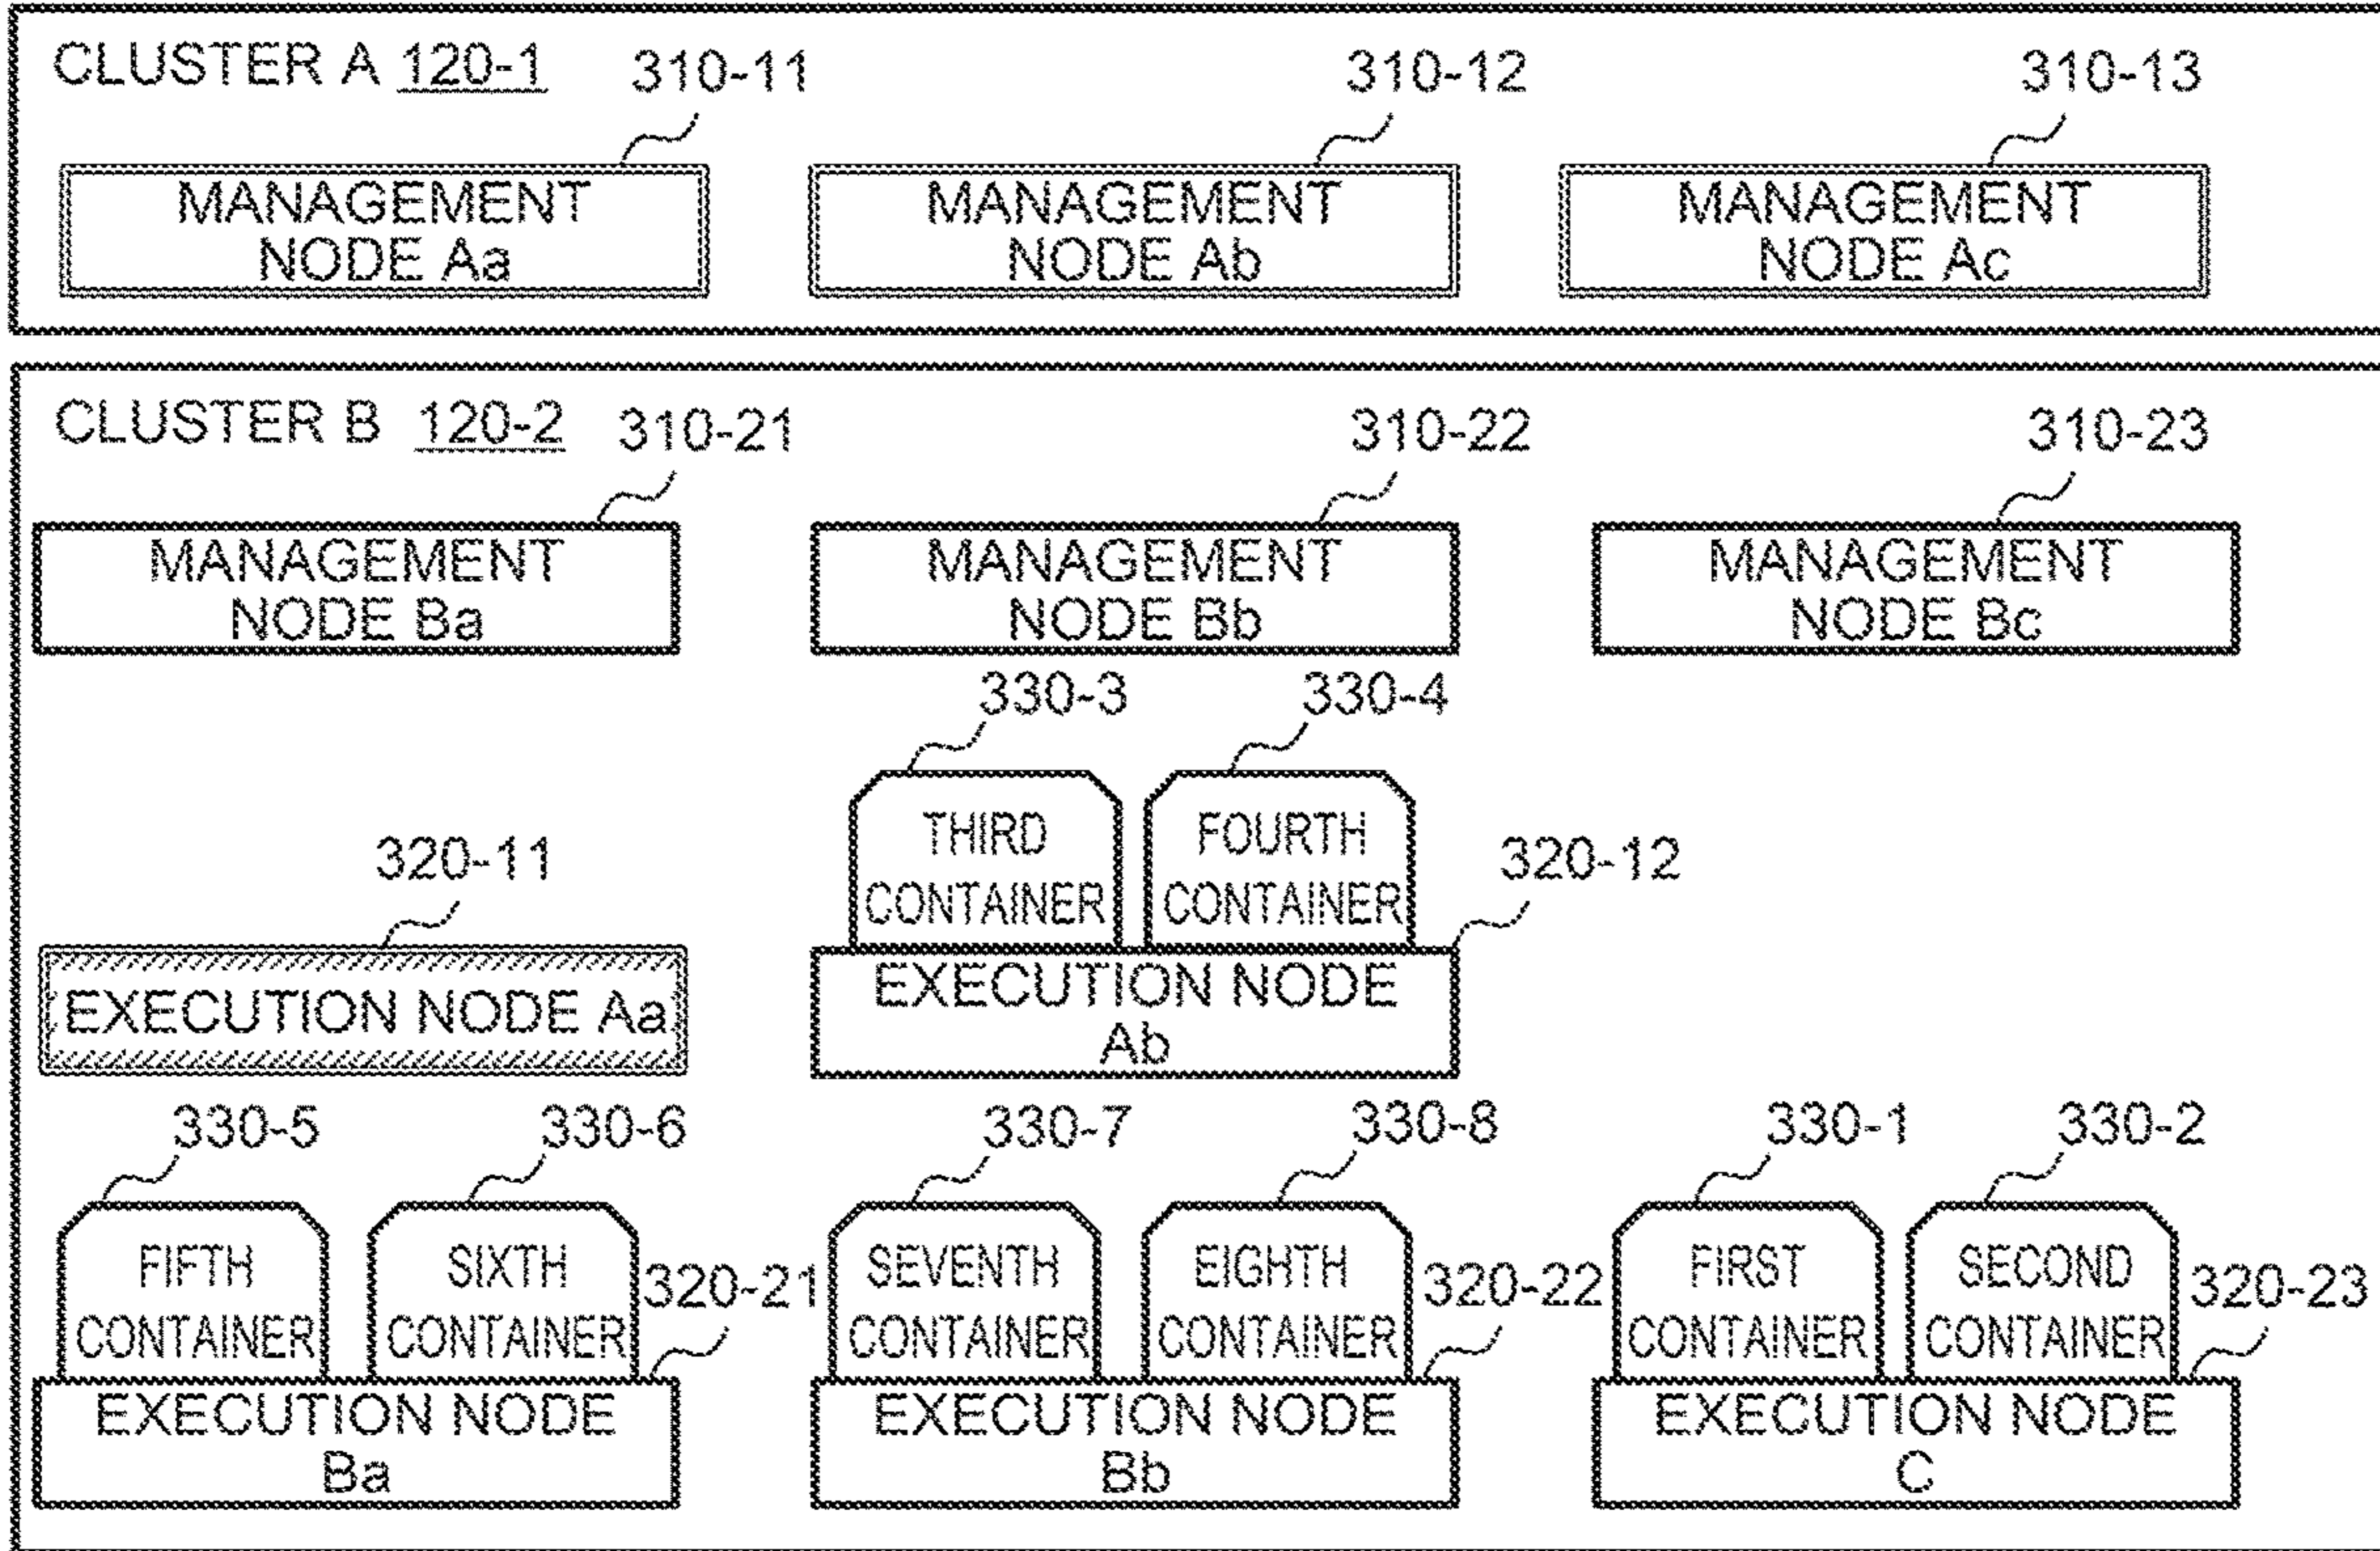 CLUSTER A 120-1
310-11
310-12
310-13
MANAGEMENT
NODE Aa
MANAGEMENT
NODE Ab
MANAGEMENT
NODE Ac
CLUSTER B 120-2
310-21
310-22
310-23
MANAGEMENT
NODE Ba
MANAGEMENT
NODE Bb
MANAGEMENT
NODE Bc
330-3
330-4
THIRD
CONTAINER
FOURTH
CONTAINER
320-11
320-12
EXECUTION NODE Aa
EXECUTION NODE
Ab
330-5
330-6
330-7
330-8
330-1
330-2
FIFTH
CONTAINER
SIXTH
CONTAINER
320-21
SEVENTH
CONTAINER
EIGHTH
CONTAINER
320-22
FIRST
CONTAINER
SECOND
CONTAINER
320-23
EXECUTION NODE
Ba
EXECUTION NODE
Bb
EXECUTION NODE
C